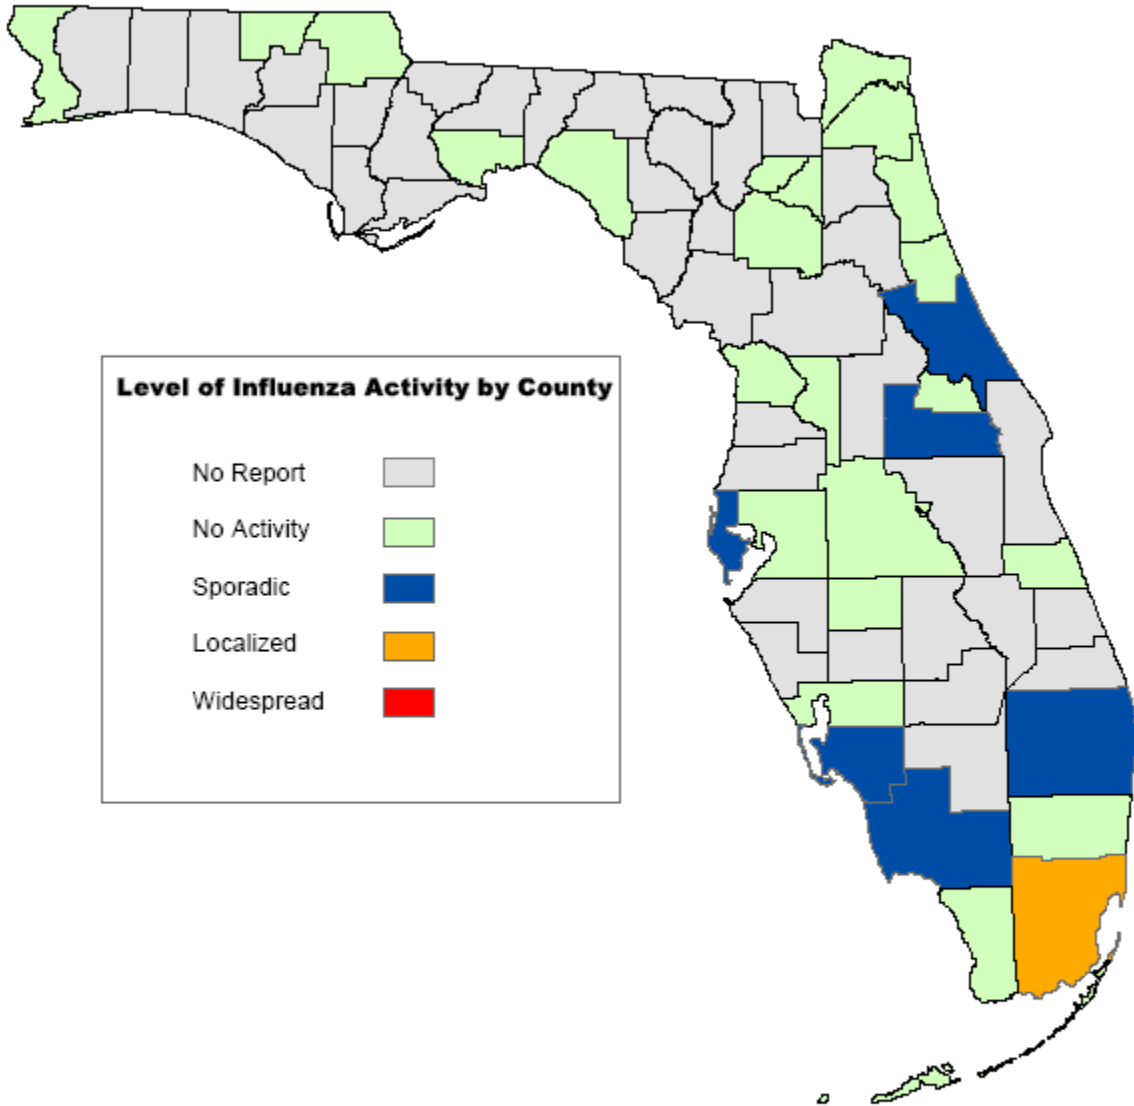 Level of Influenza Activity by County
No Report
No Activity
Sporadic
Localized
Widespread